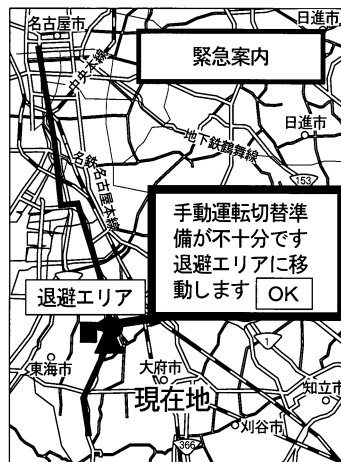 名古屋市
日進市
緊急案内
中央本線
地下鉄鶴舞線
日進市
名鉄名古屋本線
153
手動運転切替準
備が不十分です
退避エリアに移
動します OK
退避エリア
1
東海市
大府市
知立市
現在地
刈谷市
366